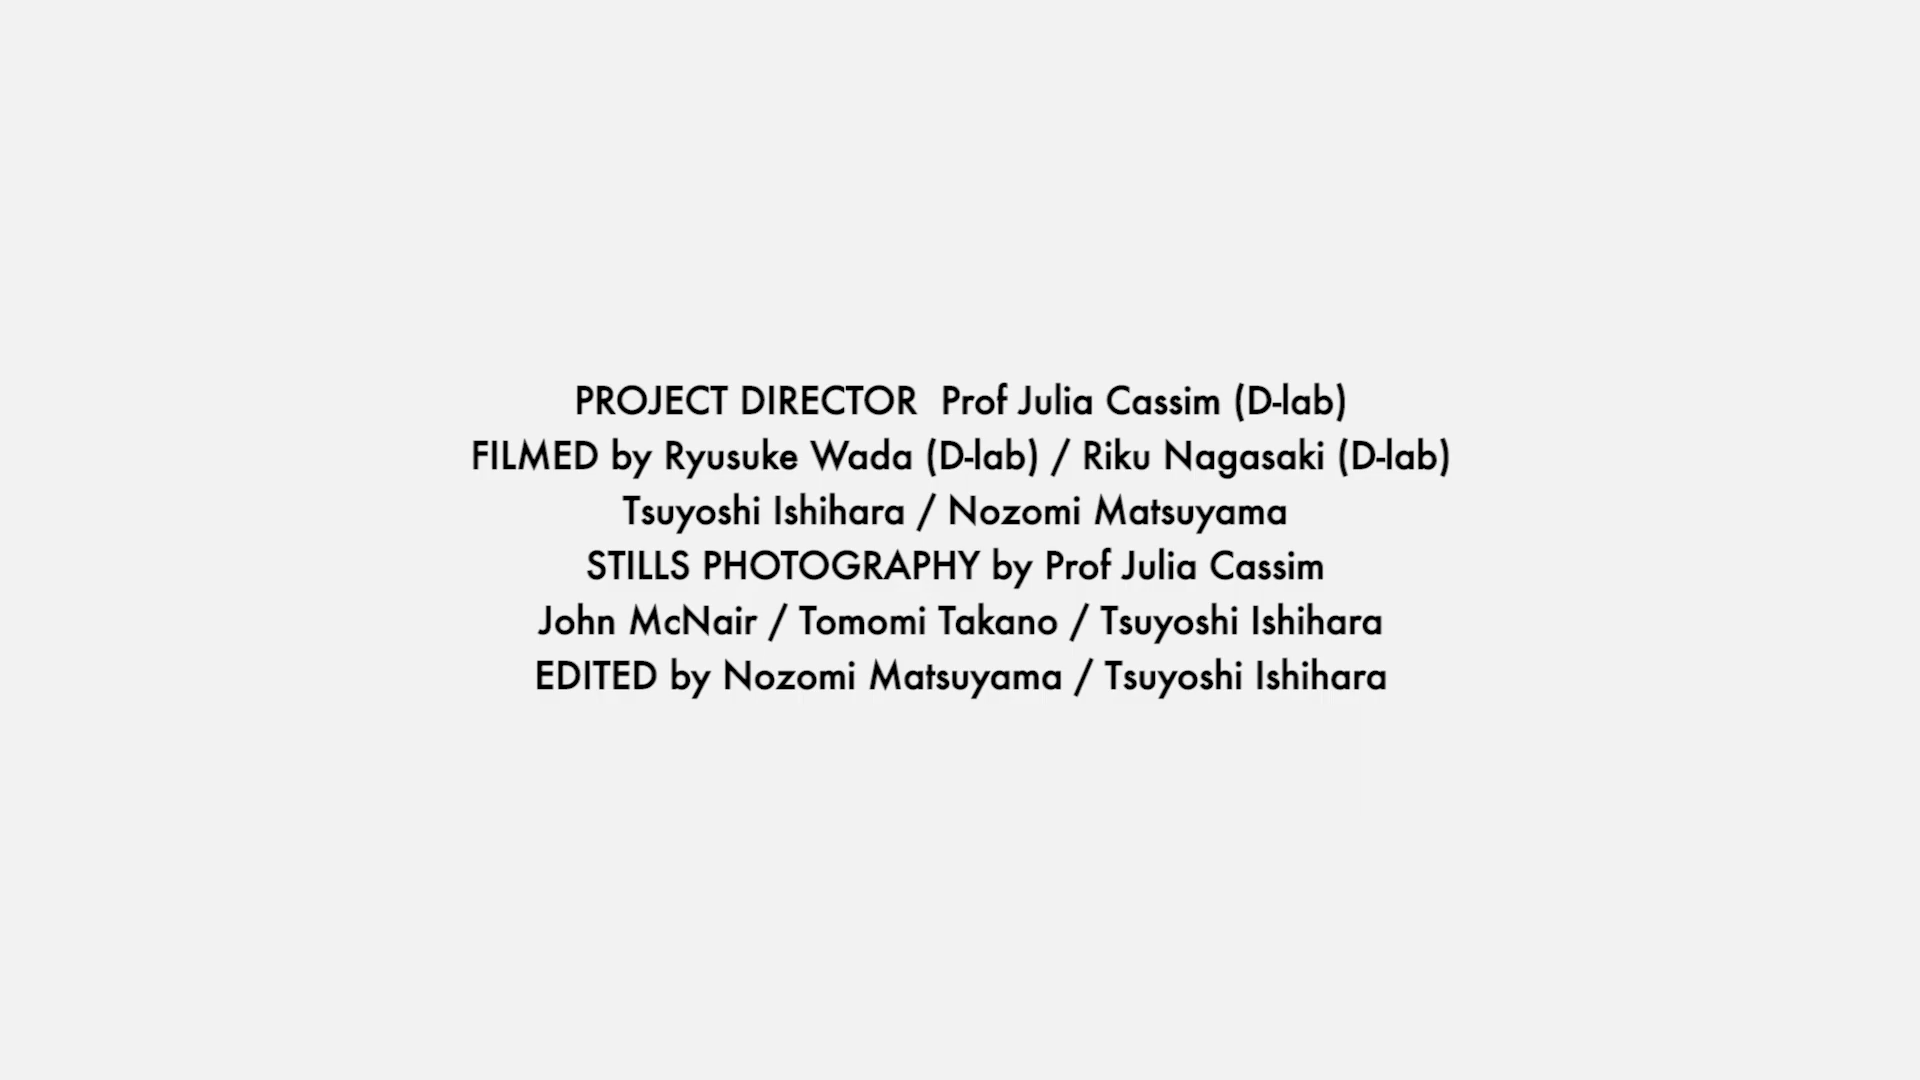 PROJECT DIRECTOR  Prof Julia Cassim (D-lab)
FILMED by Ryusuke Wada (D-lab) / Riku Nagasaki (D-lab)
Tsuyoshi Ishihara / Nozomi Matsuyama
STILLS PHOTOGRAPHY by Prof Julia Cassim
John McNair / Tomomi Takano / Tsuyoshi Ishihara
EDITED by Nozomi Matsuyama / Tsuyoshi Ishihara